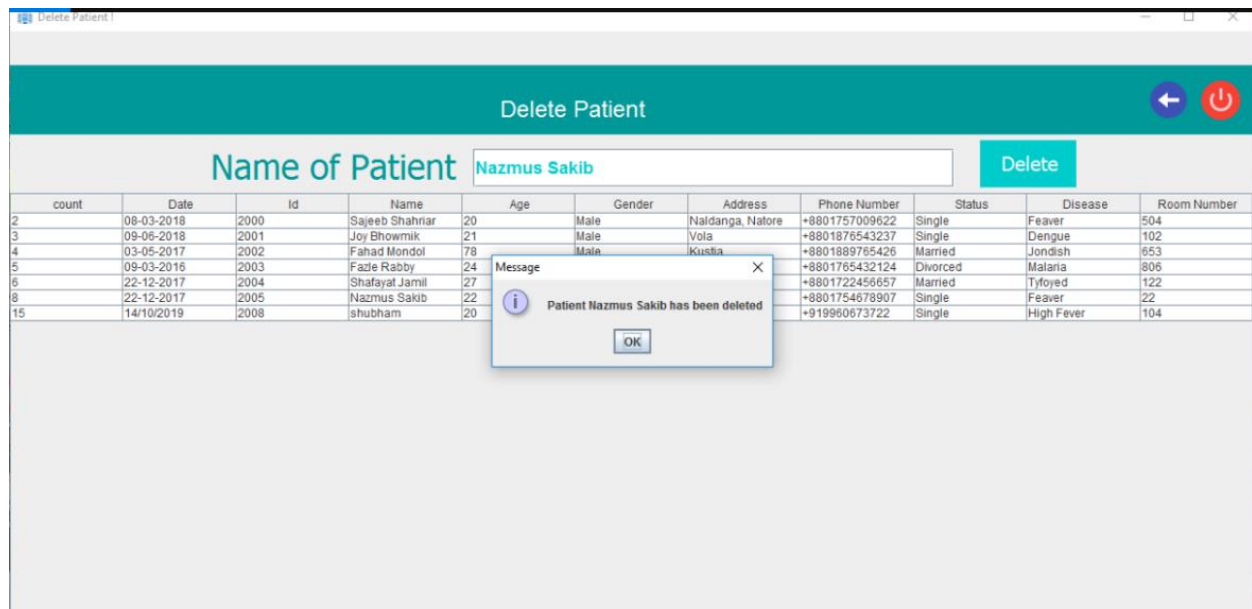 Delete Patient !
Delete Patient
Name of Patient Nazmus Sakib Delete
count Date Id Name Age Gender Address Phone Number Status Disease Room Number
2 08-03-2018 2000 Sajeeb Shahriar 20 Male Naldanga, Natore +8801757009622 Single Feaver 504
3 09-06-2018 2001 Joy Bhowmik 21 Male Vola +8801876543237 Single Dengue 102
4 03-05-2017 2002 Fahad Mondol 78 Male Kustia +8801889765426 Married Jondish 653
5 09-03-2016 2003 Fazle Rabby 24 +8801765432124 Divorced Malaria 806
6 22-12-2017 2004 Shafayat Jamil 27 +8801722456657 Married Tyfoyed 122
8 22-12-2017 2005 Nazmus Sakib 22 +8801754678907 Single Feaver 22
15 14/10/2019 2008 shubham 20 +919960673722 Single High Fever 104
Message
Patient Nazmus Sakib has been deleted
OK